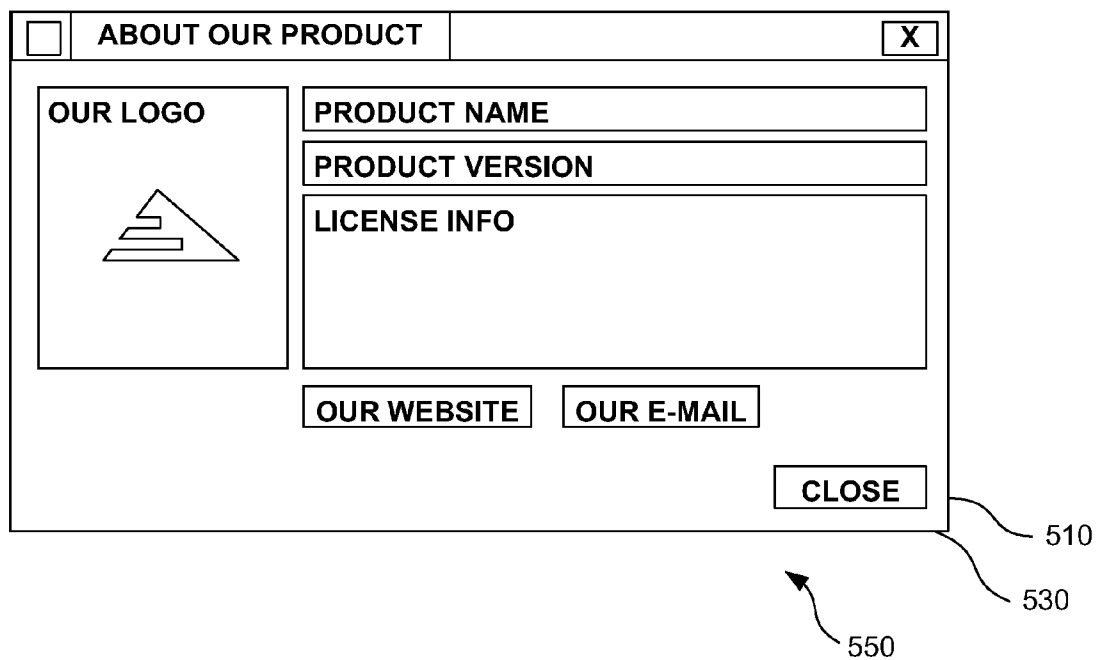 ABOUT OUR PRODUCT
X
OUR LOGO
PRODUCT NAME
PRODUCT VERSION
LICENSE INFO
OUR WEBSITE
OUR E-MAIL
CLOSE
510
530
550